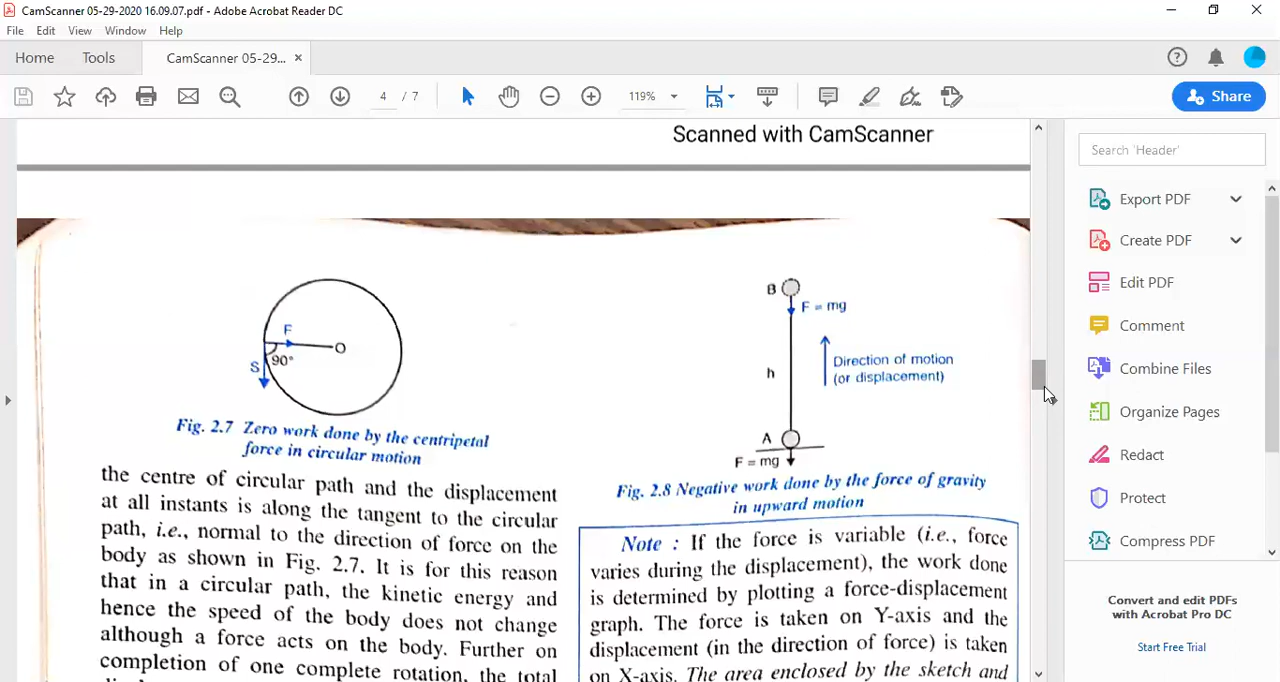 CamScanner 05-29-2020 16.09.07.pdf - Adobe Acrobat Reader DC
File Edit View Window Help
Home Tools CamScanner 05-29... ×
4 / 7
119%
Share
Scanned with CamScanner
F
O
90°
S
Fig. 2.7 Zero work done by the centripetal
force in circular motion
the centre of circular path and the displacement
at all instants is along the tangent to the circular
path, i.e., normal to the direction of force on the
body as shown in Fig. 2.7. It is for this reason
that in a circular path, the kinetic energy and
hence the speed of the body does not change
although a force acts on the body. Further on
completion of one complete rotation, the total
B
F = mg
h
Direction of motion
(or displacement)
A
F = mg
Fig. 2.8 Negative work done by the force of gravity
in upward motion
Note : If the force is variable (i.e., force
varies during the displacement), the work done
is determined by plotting a force-displacement
graph. The force is taken on Y-axis and the
displacement (in the direction of force) is taken
on X-axis. The area enclosed by the sketch and
Search 'Header'
Export PDF
Create PDF
Edit PDF
Comment
Combine Files
Organize Pages
Redact
Protect
Compress PDF
Convert and edit PDFs
with Acrobat Pro DC
Start Free Trial